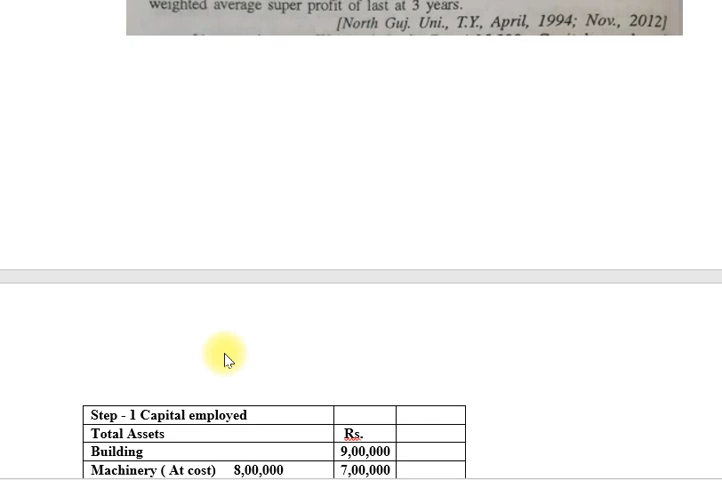 weighted average super profit of last at 3 years.
[North Guj. Uni., T.Y., April, 1994; Nov., 2012]
Step - 1 Capital employed
Total Assets Rs.
Building 9,00,000
Machinery ( At cost) 8,00,000 7,00,000